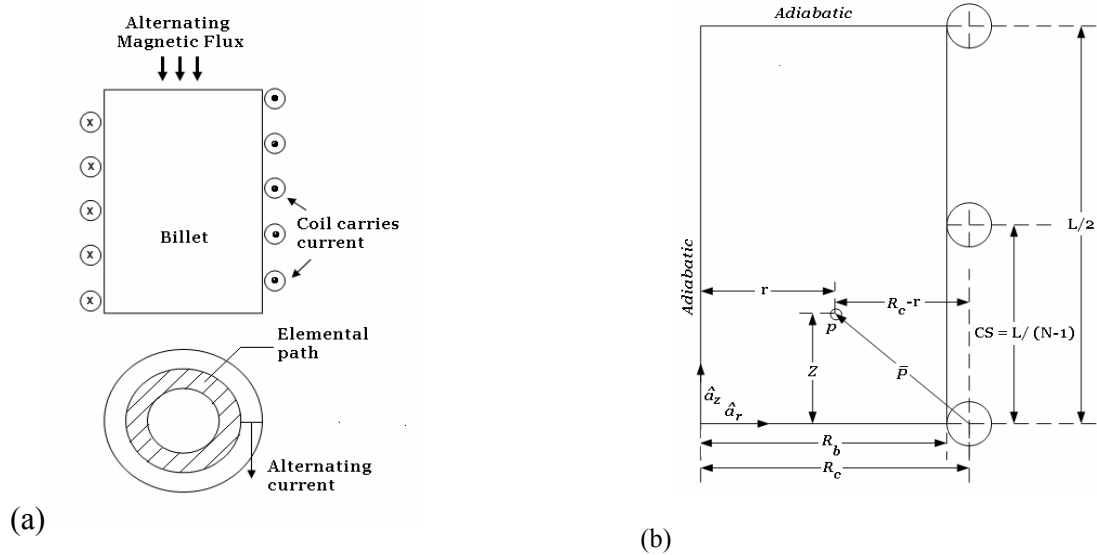 Alternating
Magnetic Flux
x
x
x
x
x
Billet
Coil carries
current
Elemental
path
Alternating
current
(a)
Adiabatic
Adiabatic
L/2
r
R_c-r
p
CS = L/ (N-1)
Z
P̄
â_z
â_r
R_b
R_c
(b)